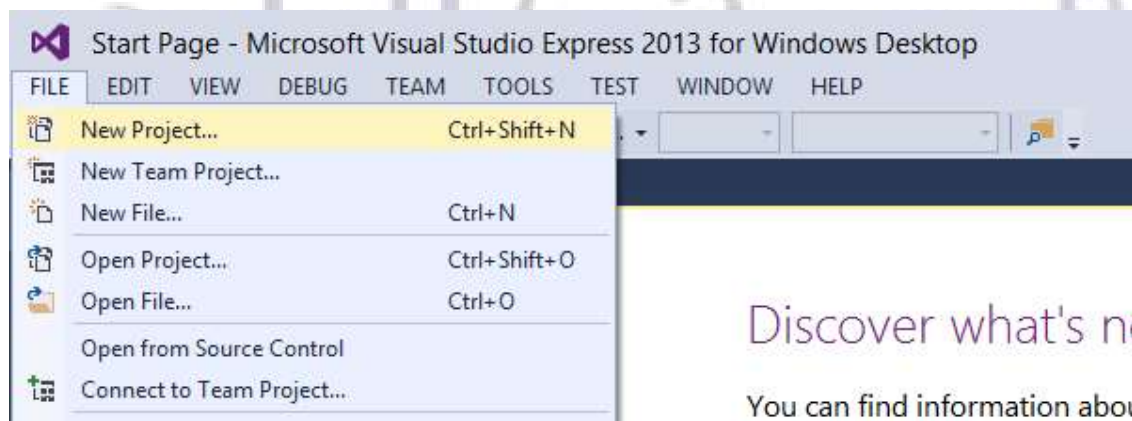 Start Page - Microsoft Visual Studio Express 2013 for Windows Desktop
FILE EDIT VIEW DEBUG TEAM TOOLS TEST WINDOW HELP
New Project... Ctrl+Shift+N
New Team Project...
New File... Ctrl+N
Open Project... Ctrl+Shift+O
Open File... Ctrl+O
Open from Source Control
Connect to Team Project...
Discover what's
You can find information